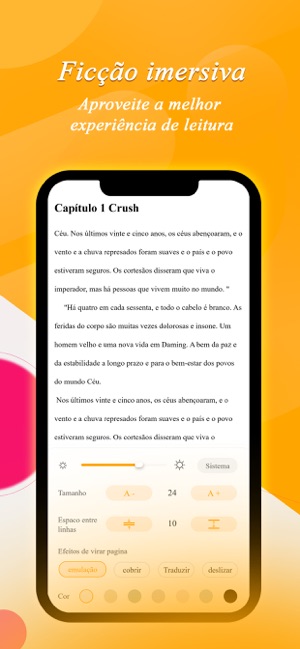 Ficção imersiva
Aproveite a melhor
experiência de leitura
Capítulo 1 Crush
Céu. Nos últimos vinte e cinco anos, os céus abençoaram, e o
vento e a chuva represados foram suaves e o país e o povo
estiveram seguros. Os cortesãos disseram que viva o
imperador, mas há pessoas que vivem muito no mundo. "
"Há quatro em cada sessenta, e todo o cabelo é branco. As
feridas do corpo são muitas vezes dolorosas e insone. Um
homem velho e uma nova vida em Daming. A bem da paz e
da estabilidade a longo prazo e para o bem-estar dos povos
do mundo Céu.
Nos últimos vinte e cinco anos, os céus abençoaram, e o
vento e a chuva represados foram suaves e o país e o povo
estiveram seguros. Os cortesãos disseram que viva o
Sistema
Tamanho A - 24 A +
Espaco entre
linhas
10
Efeitos de virar pagina
emulação cobrir Traduzir deslizar
Cor